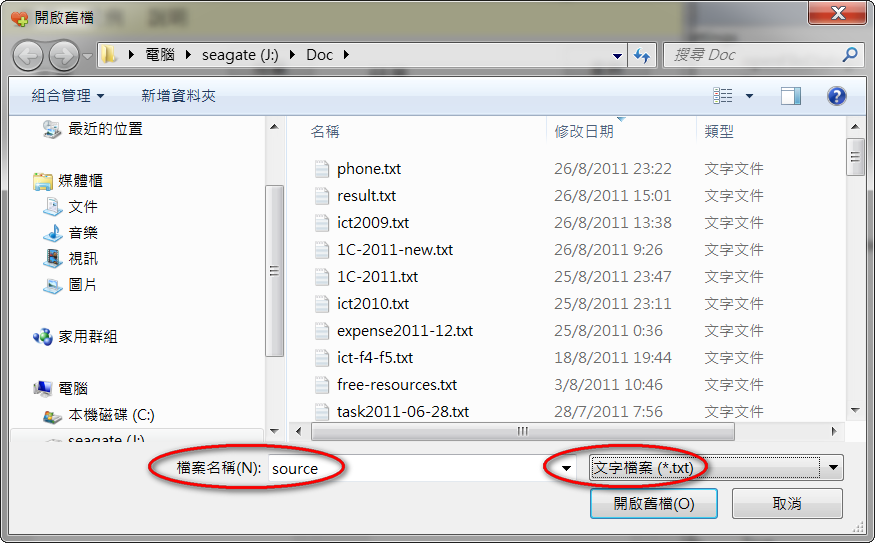 開啟舊檔
電腦 seagate (J:) Doc
搜尋 Doc
組合管理 新增資料夾
最近的位置
媒體櫃
文件
音樂
視訊
圖片
家用群組
電腦
本機磁碟 (C:)
seagate (J:)
名稱 修改日期 類型
phone.txt 26/8/2011 23:22 文字文件
result.txt 26/8/2011 15:01 文字文件
ict2009.txt 26/8/2011 13:38 文字文件
1C-2011-new.txt 26/8/2011 9:26 文字文件
1C-2011.txt 25/8/2011 23:47 文字文件
ict2010.txt 25/8/2011 23:11 文字文件
expense2011-12.txt 25/8/2011 0:36 文字文件
ict-f4-f5.txt 18/8/2011 19:44 文字文件
free-resources.txt 3/8/2011 10:46 文字文件
task2011-06-28.txt 28/7/2011 7:56 文字文件
檔案名稱(N): source 文字檔案 (*.txt)
開啟舊檔(O) 取消